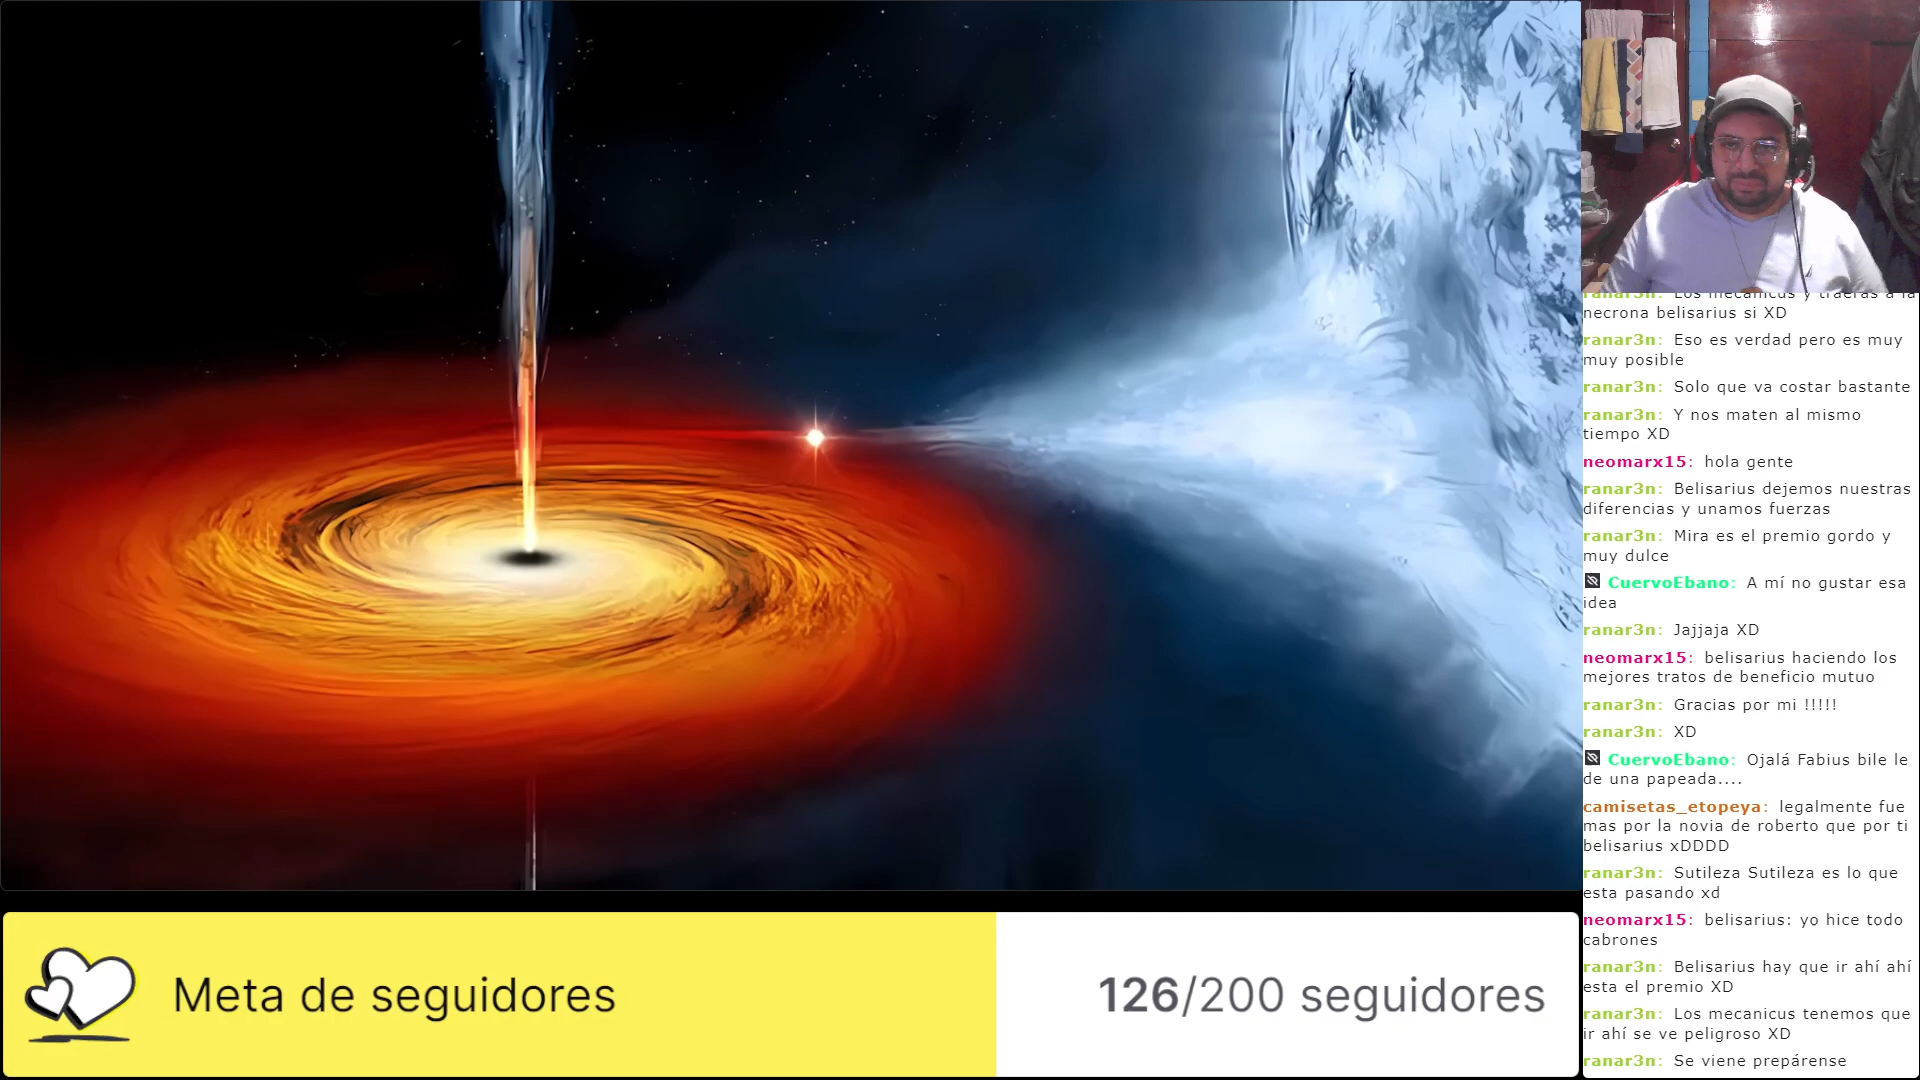 ranar3n: Los mecanicus y traeras a la
necrona belisarius si XD
ranar3n: Eso es verdad pero es muy
muy posible
ranar3n: Solo que va costar bastante
ranar3n: Y nos maten al mismo
tiempo XD
neomarx15: hola gente
ranar3n: Belisarius dejemos nuestras
diferencias y unamos fuerzas
ranar3n: Mira es el premio gordo y
muy dulce
CuervoEbano: A mí no gustar esa
idea
ranar3n: Jajjaja XD
neomarx15: belisarius haciendo los
mejores tratos de beneficio mutuo
ranar3n: Gracias por mi !!!!!
ranar3n: XD
CuervoEbano: Ojalá Fabius bile le
de una papeada....
camisetas_etopeya: legalmente fue
mas por la novia de roberto que por ti
belisarius xDDDD
ranar3n: Sutileza Sutileza es lo que
esta pasando xd
neomarx15: belisarius: yo hice todo
cabrones
ranar3n: Belisarius hay que ir ahí ahí
esta el premio XD
ranar3n: Los mecanicus tenemos que
ir ahí se ve peligroso XD
ranar3n: Se viene prepárense
Meta de seguidores
126/200 seguidores